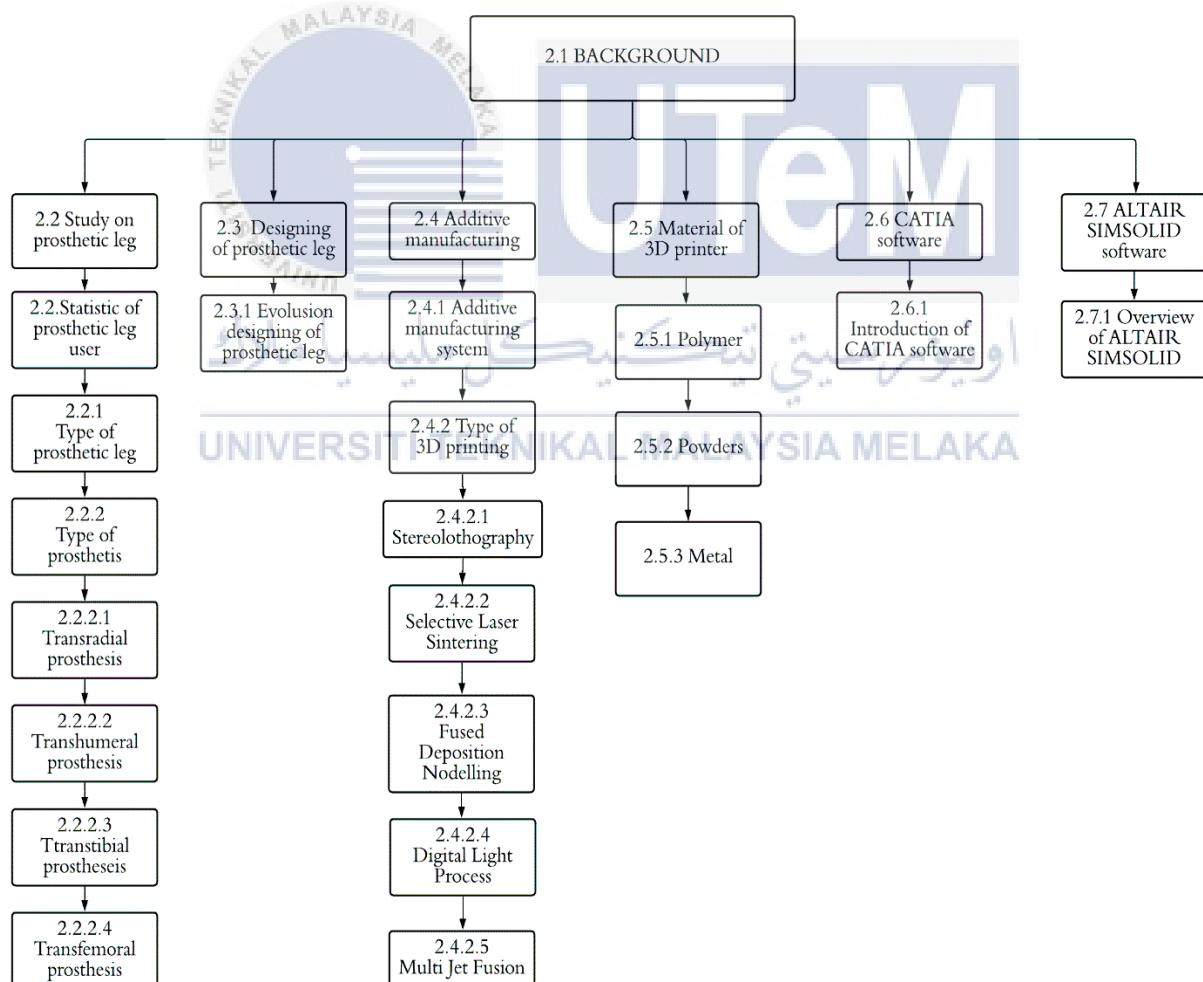 2.1 BACKGROUND
2.2 Study on
prosthetic leg
2.2.Statistic of
prosthetic leg
user
2.2.1
Type of
prosthetic leg
2.2.2
Type of
prosthetis
2.2.2.1
Transradial
prosthesis
2.2.2.2
Transhumeral
prosthesis
2.2.2.3
Ttranstibial
prostheseis
2.2.2.4
Transfemoral
prosthesis
2.3 Designing
of prosthetic leg
2.3.1 Evolusion
designing of
prosthetic leg
2.4 Additive
manufacturing
2.4.1 Additive
manufacturing
system
2.4.2 Type of
3D printing
2.4.2.1
Stereolothography
2.4.2.2
Selective Laser
Sintering
2.4.2.3
Fused
Deposition
Nodelling
2.4.2.4
Digital Light
Process
2.4.2.5
Multi Jet Fusion
2.5 Material of
3D printer
2.5.1 Polymer
2.5.2 Powders
2.5.3 Metal
2.6 CATIA
software
2.6.1
Introduction of
CATIA software
2.7 ALTAIR
SIMSOLID
software
2.7.1 Overview
of ALTAIR
SIMSOLID
UNIVERSITI TEKNIKAL MALAYSIA MELAKA
UTeM
اونيورسيتي تيكنيكل مليسيا ملاك
UNIVERSITI TEKNIKAL MALAYSIA MELAKA